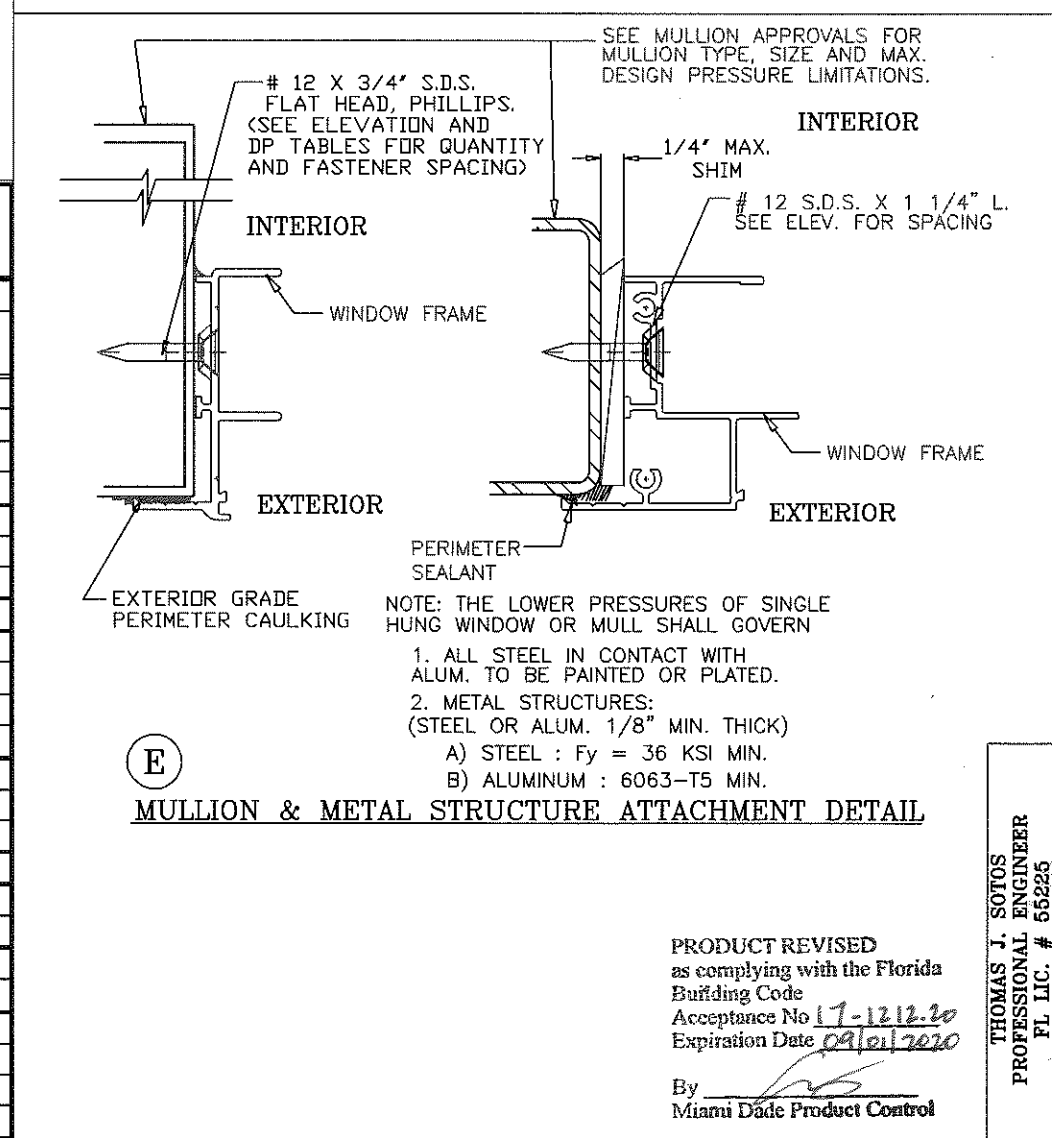 SEE MULLION APPROVALS FOR
MULLION TYPE, SIZE AND MAX.
DESIGN PRESSURE LIMITATIONS.
# 12 X 3/4" S.D.S.
FLAT HEAD, PHILLIPS.
(SEE ELEVATION AND
DP TABLES FOR QUANTITY
AND FASTENER SPACING)
INTERIOR
1/4" MAX.
SHIM
# 12 S.D.S. X 1 1/4" L.
SEE ELEV. FOR SPACING
INTERIOR
WINDOW FRAME
WINDOW FRAME
EXTERIOR
EXTERIOR
PERIMETER
SEALANT
EXTERIOR GRADE
PERIMETER CAULKING
NOTE: THE LOWER PRESSURES OF SINGLE
HUNG WINDOW OR MULL SHALL GOVERN
1. ALL STEEL IN CONTACT WITH
ALUM. TO BE PAINTED OR PLATED.
2. METAL STRUCTURES:
(STEEL OR ALUM. 1/8" MIN. THICK)
A) STEEL : Fy = 36 KSI MIN.
B) ALUMINUM : 6063-T5 MIN.
E
MULLION & METAL STRUCTURE ATTACHMENT DETAIL
PRODUCT REVISED
as complying with the Florida
Building Code
Acceptance No 17-1212.20
Expiration Date 09/01/2020
By
Miami Dade Product Control
THOMAS J. SOTOS
PROFESSIONAL ENGINEER
FL LIC. # 55225